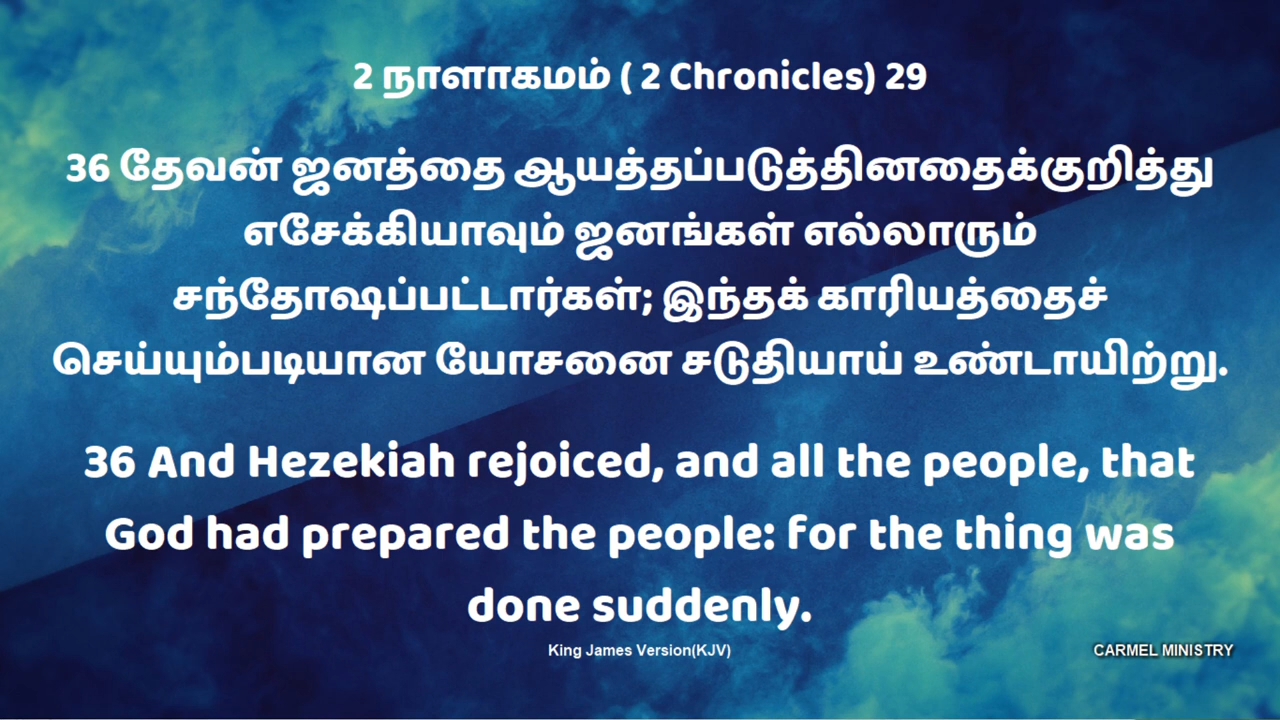 2 நாளாகமம் ( 2 Chronicles) 29
36 தேவன் ஜனத்தை ஆயத்தப்படுத்தினதைக்குறித்து
எசேக்கியாவும் ஜனங்கள் எல்லாரும்
சந்தோஷப்பட்டார்கள்; இந்தக் காரியத்தைச்
செய்யும்படியான யோசனை சடுதியாய் உண்டாயிற்று.
36 And Hezekiah rejoiced, and all the people, that
God had prepared the people: for the thing was
done suddenly.
King James Version(KJV)
CARMEL MINISTRY